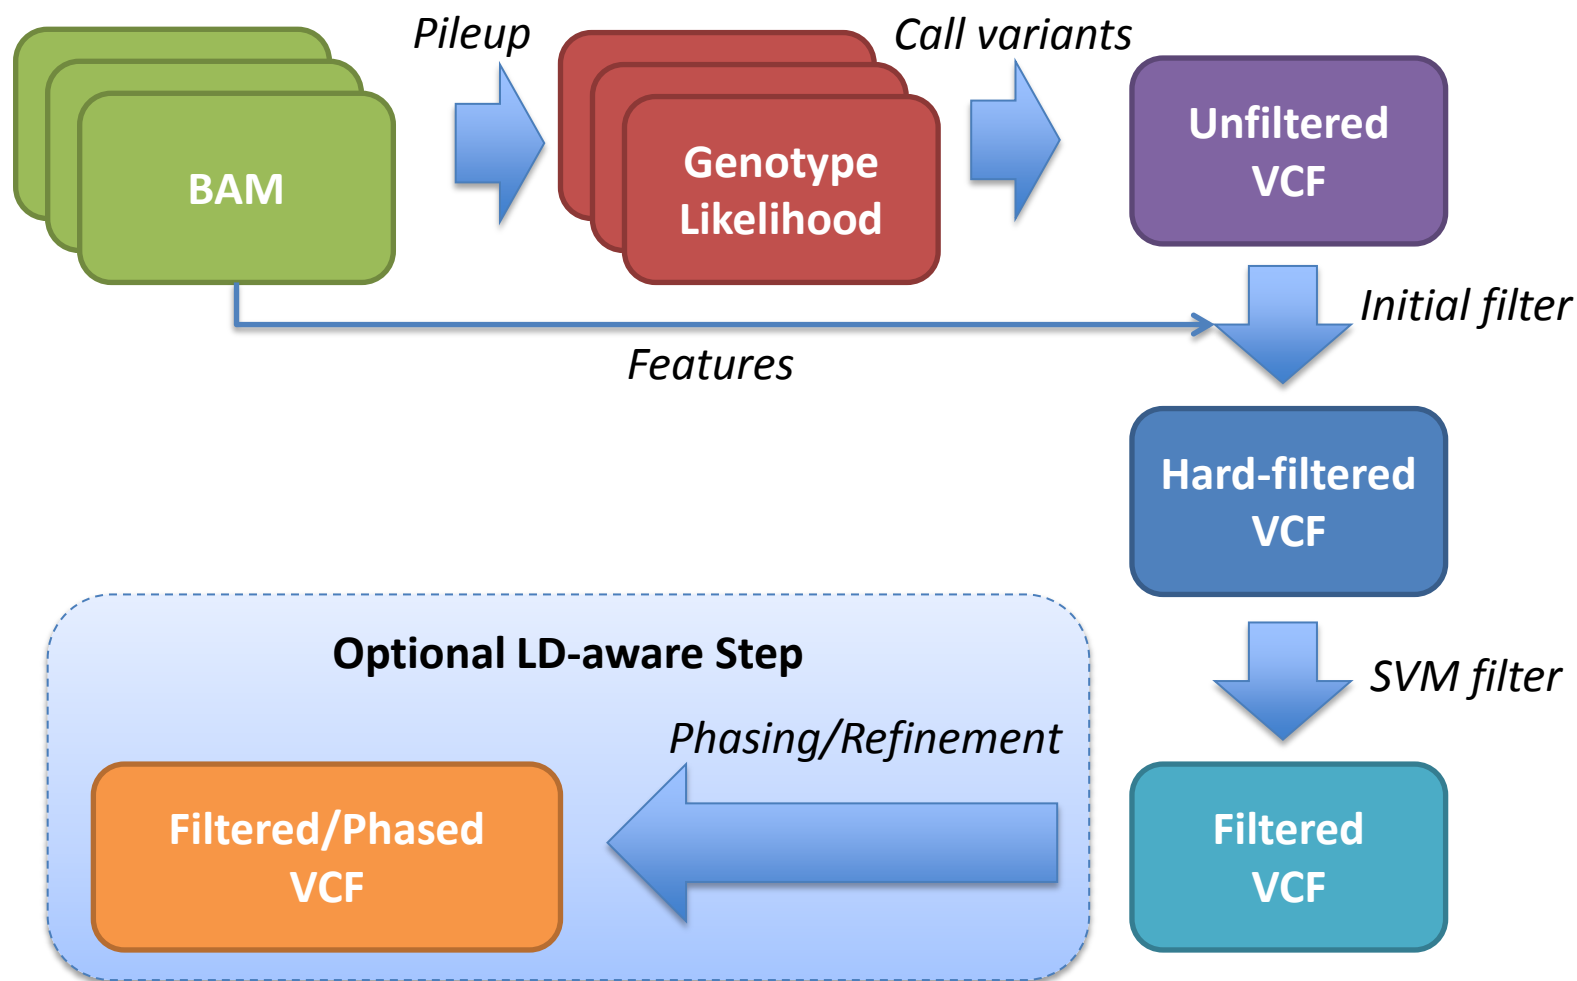 Pileup
Call variants
BAM
Genotype
Likelihood
Unfiltered
VCF
Features
Initial filter
Hard-filtered
VCF
SVM filter
Optional LD-aware Step
Phasing/Refinement
Filtered/Phased
VCF
Filtered
VCF